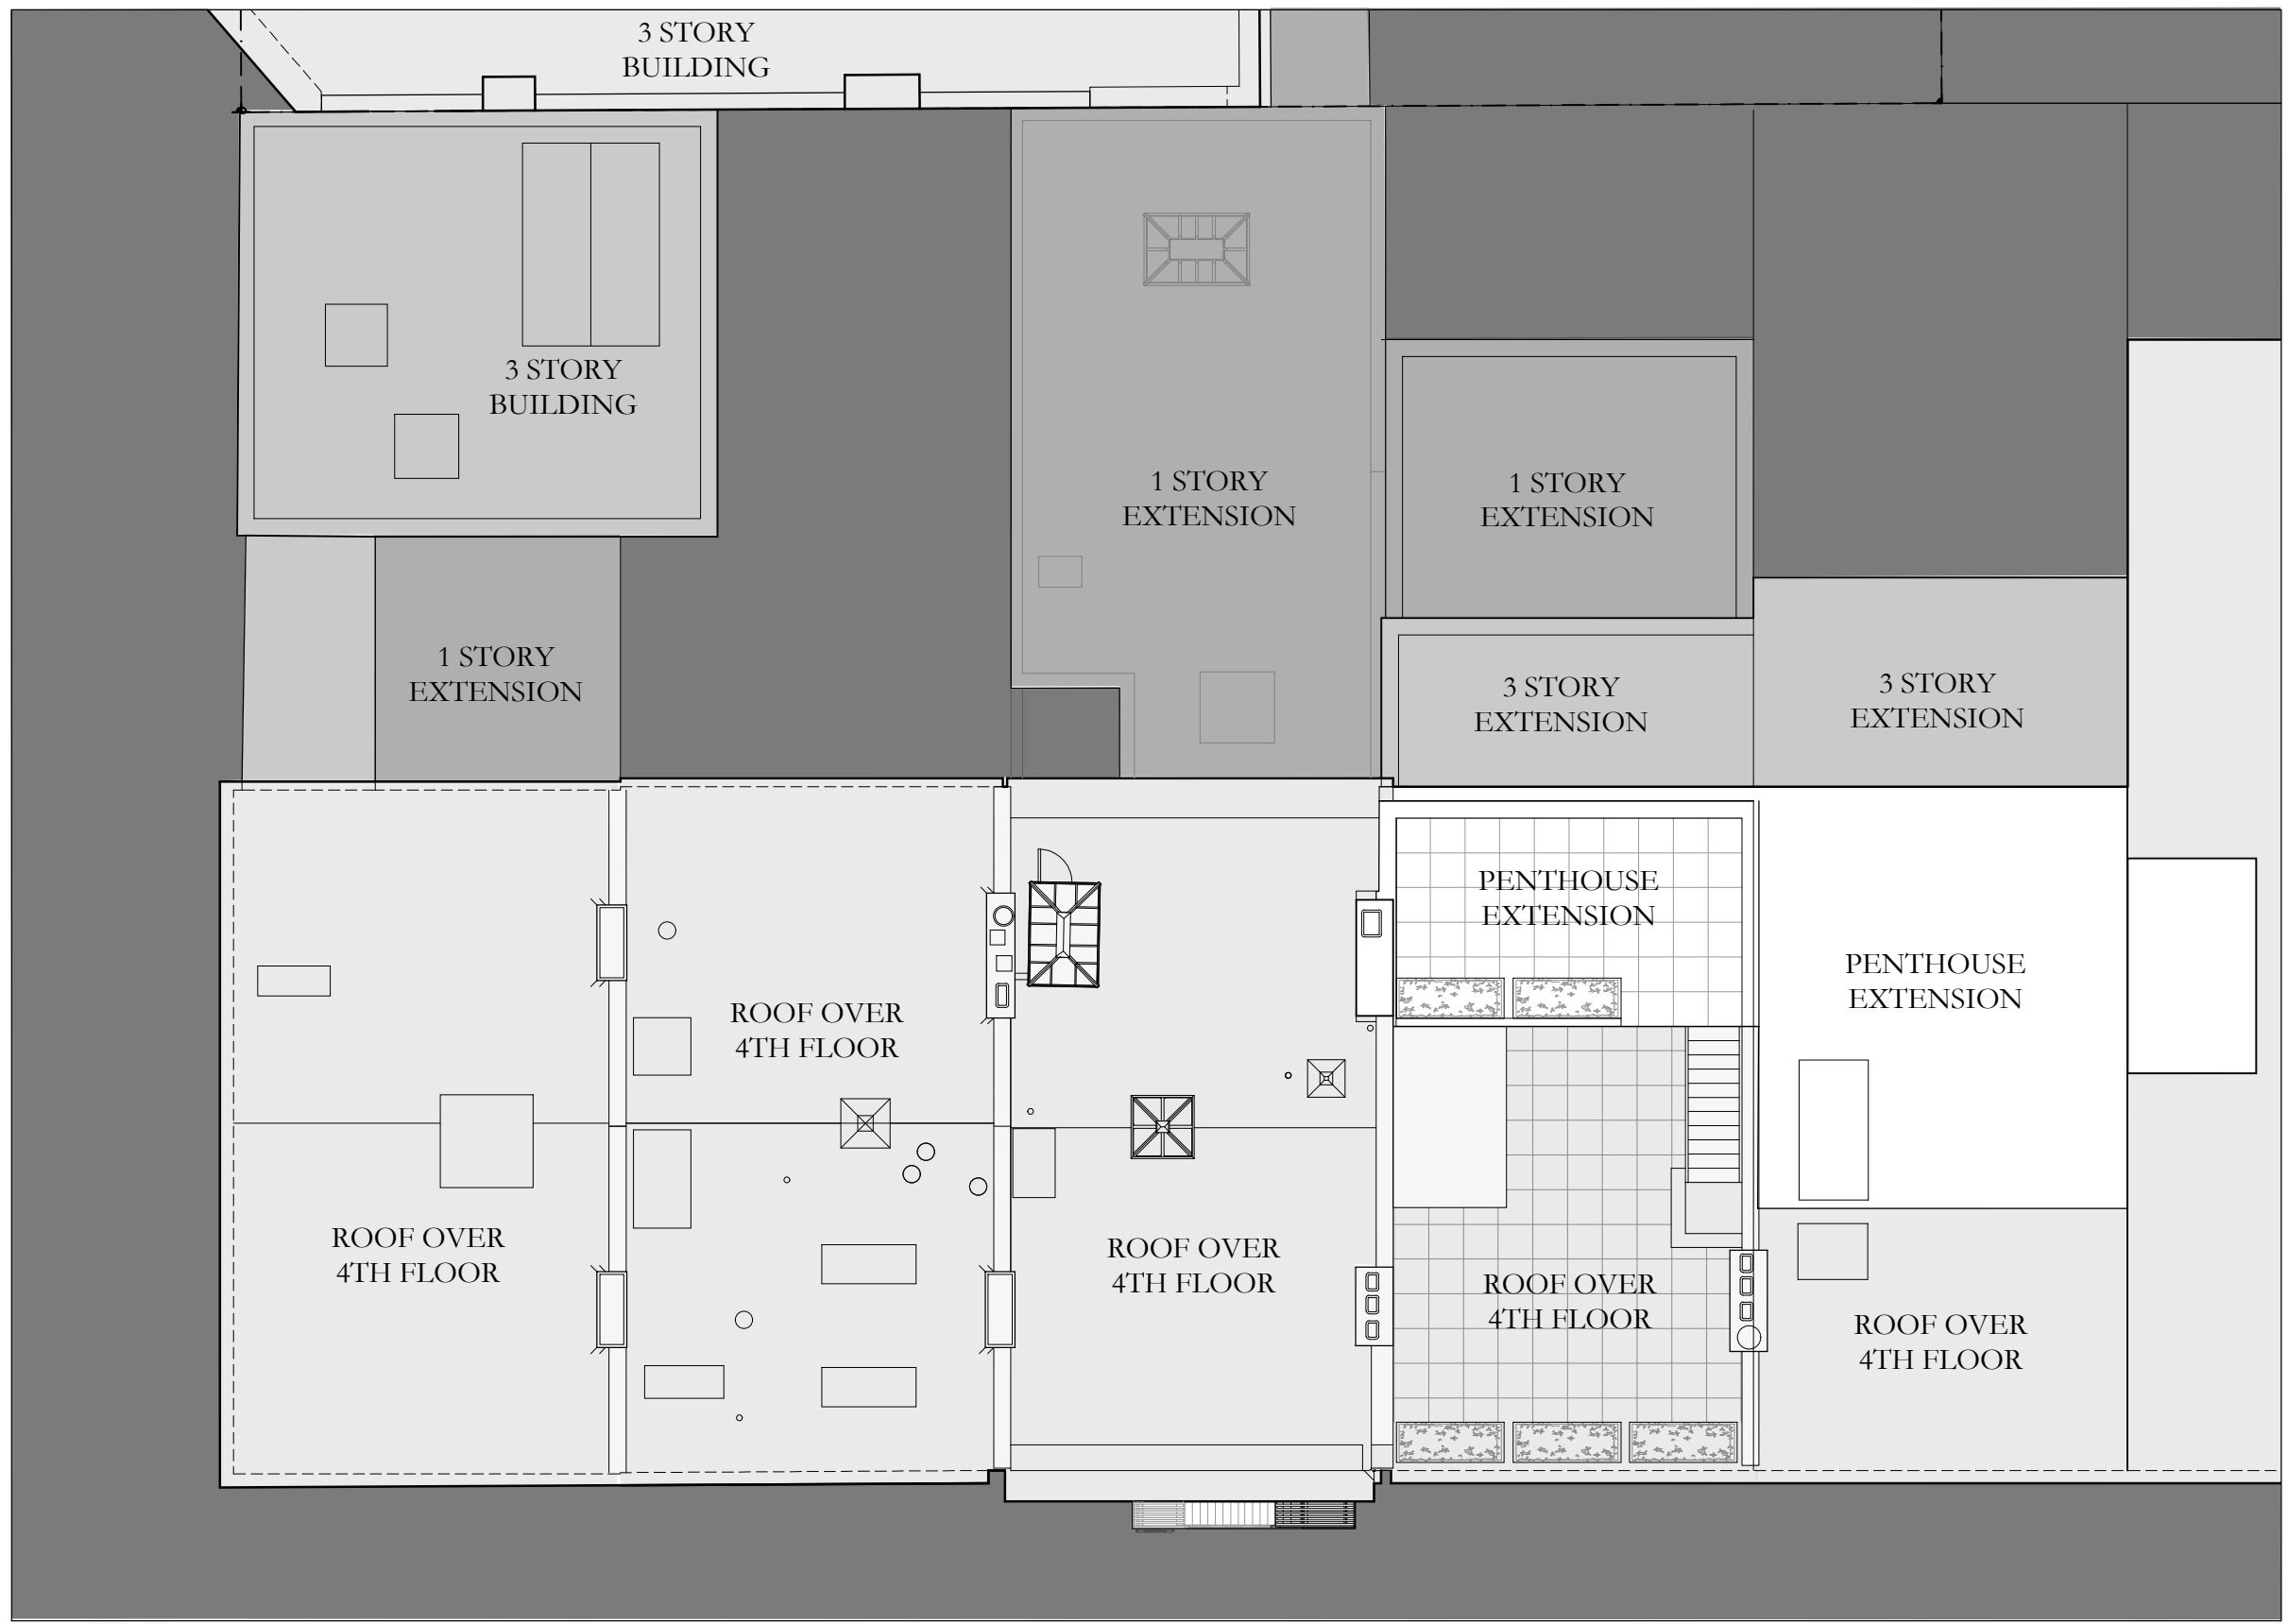 3 STORY
BUILDING
3 STORY
BUILDING
1 STORY
EXTENSION
1 STORY
EXTENSION
1 STORY
EXTENSION
3 STORY
EXTENSION
3 STORY
EXTENSION
PENTHOUSE
EXTENSION
PENTHOUSE
EXTENSION
ROOF OVER
4TH FLOOR
ROOF OVER
4TH FLOOR
ROOF OVER
4TH FLOOR
ROOF OVER
4TH FLOOR
ROOF OVER
4TH FLOOR